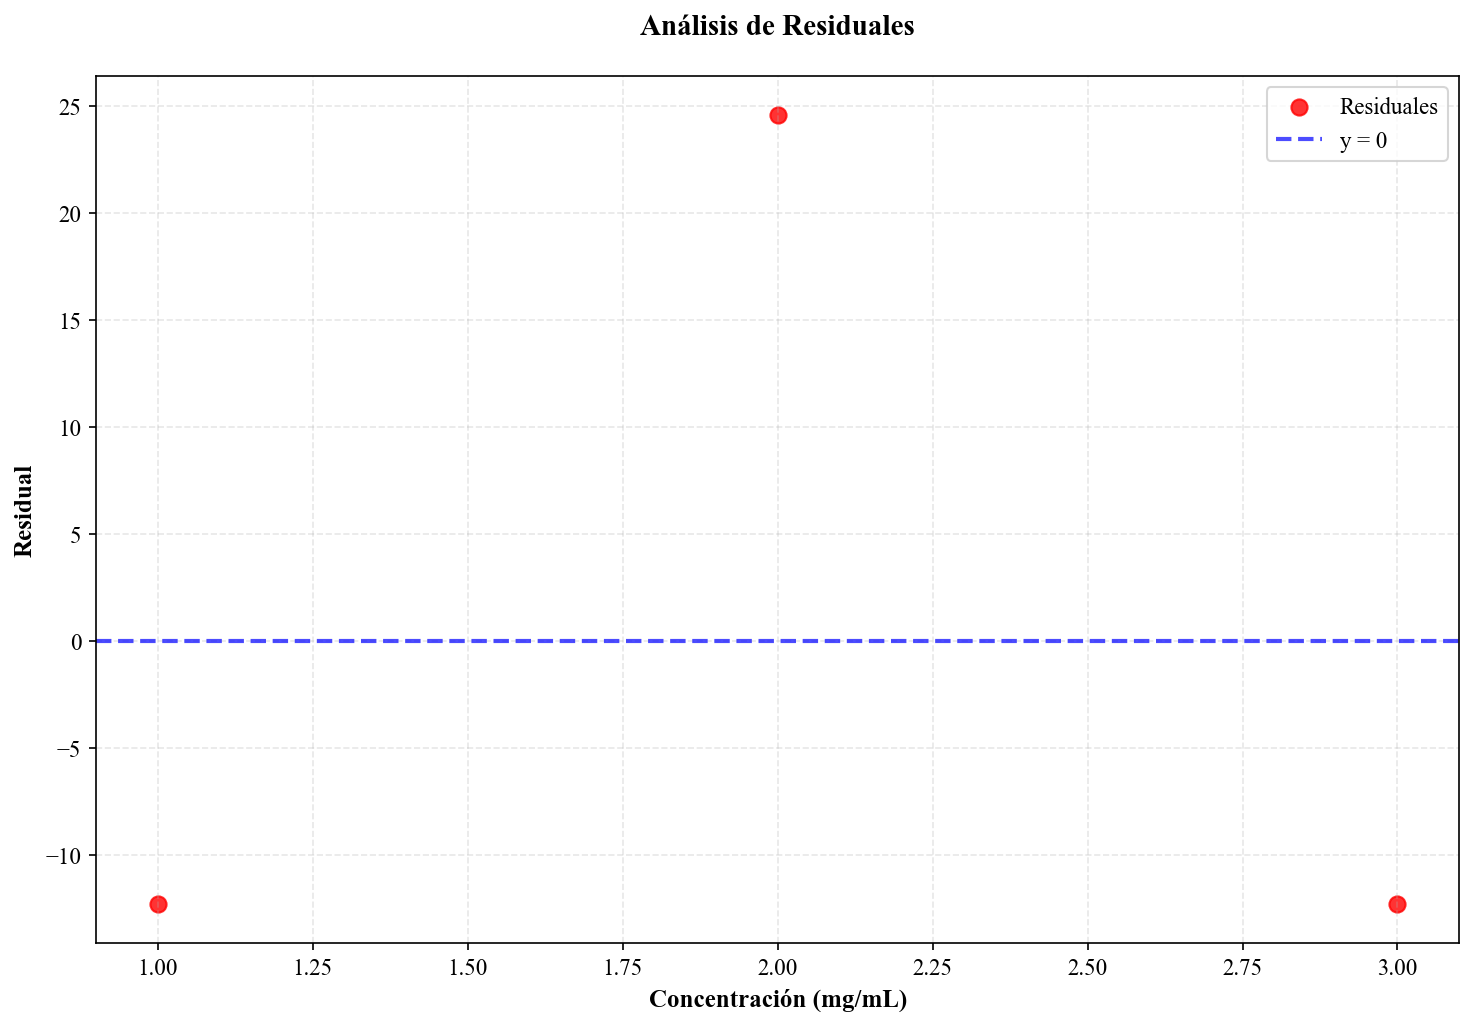 Análisis de Residuales
25
20
15
10
5
0
−5
−10
Residual
Residuales
y = 0
1.00 1.25 1.50 1.75 2.00 2.25 2.50 2.75 3.00
Concentración (mg/mL)